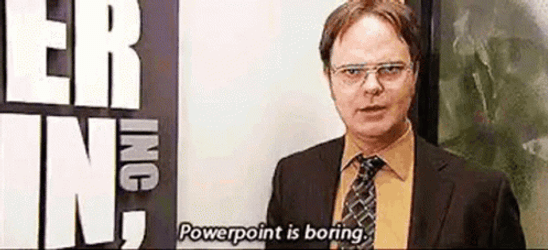 ER
IN,
INC
Powerpoint is boring.